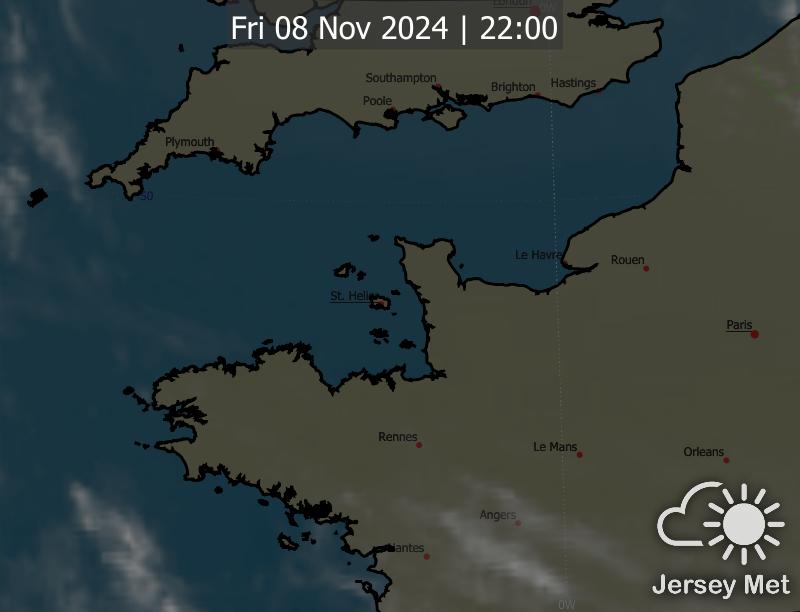 London
0W
Fri 08 Nov 2024 | 22:00
Southampton
Brighton
Hastings
Poole
Plymouth
50
Le Havre
Rouen
St. Helier
Paris
Rennes
Le Mans
Orleans
Angers
Nantes
0W
Jersey Met